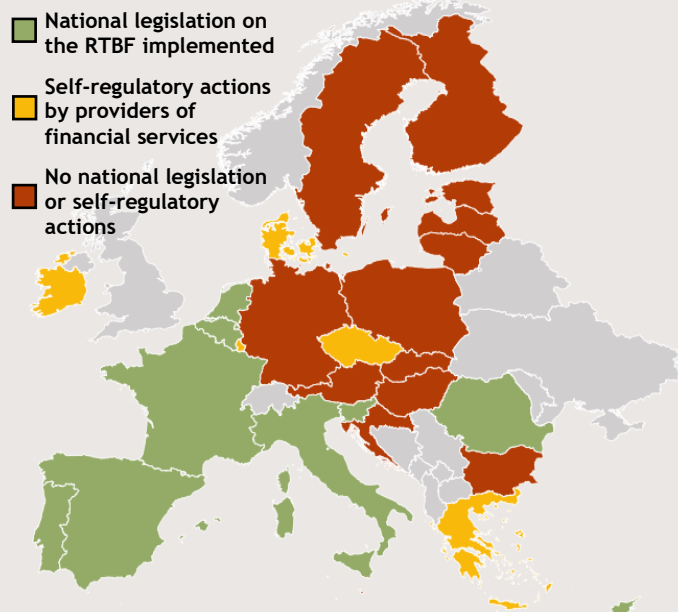 National legislation on
the RTBF implemented
Self-regulatory actions
by providers of
financial services
No national legislation
or self-regulatory
actions